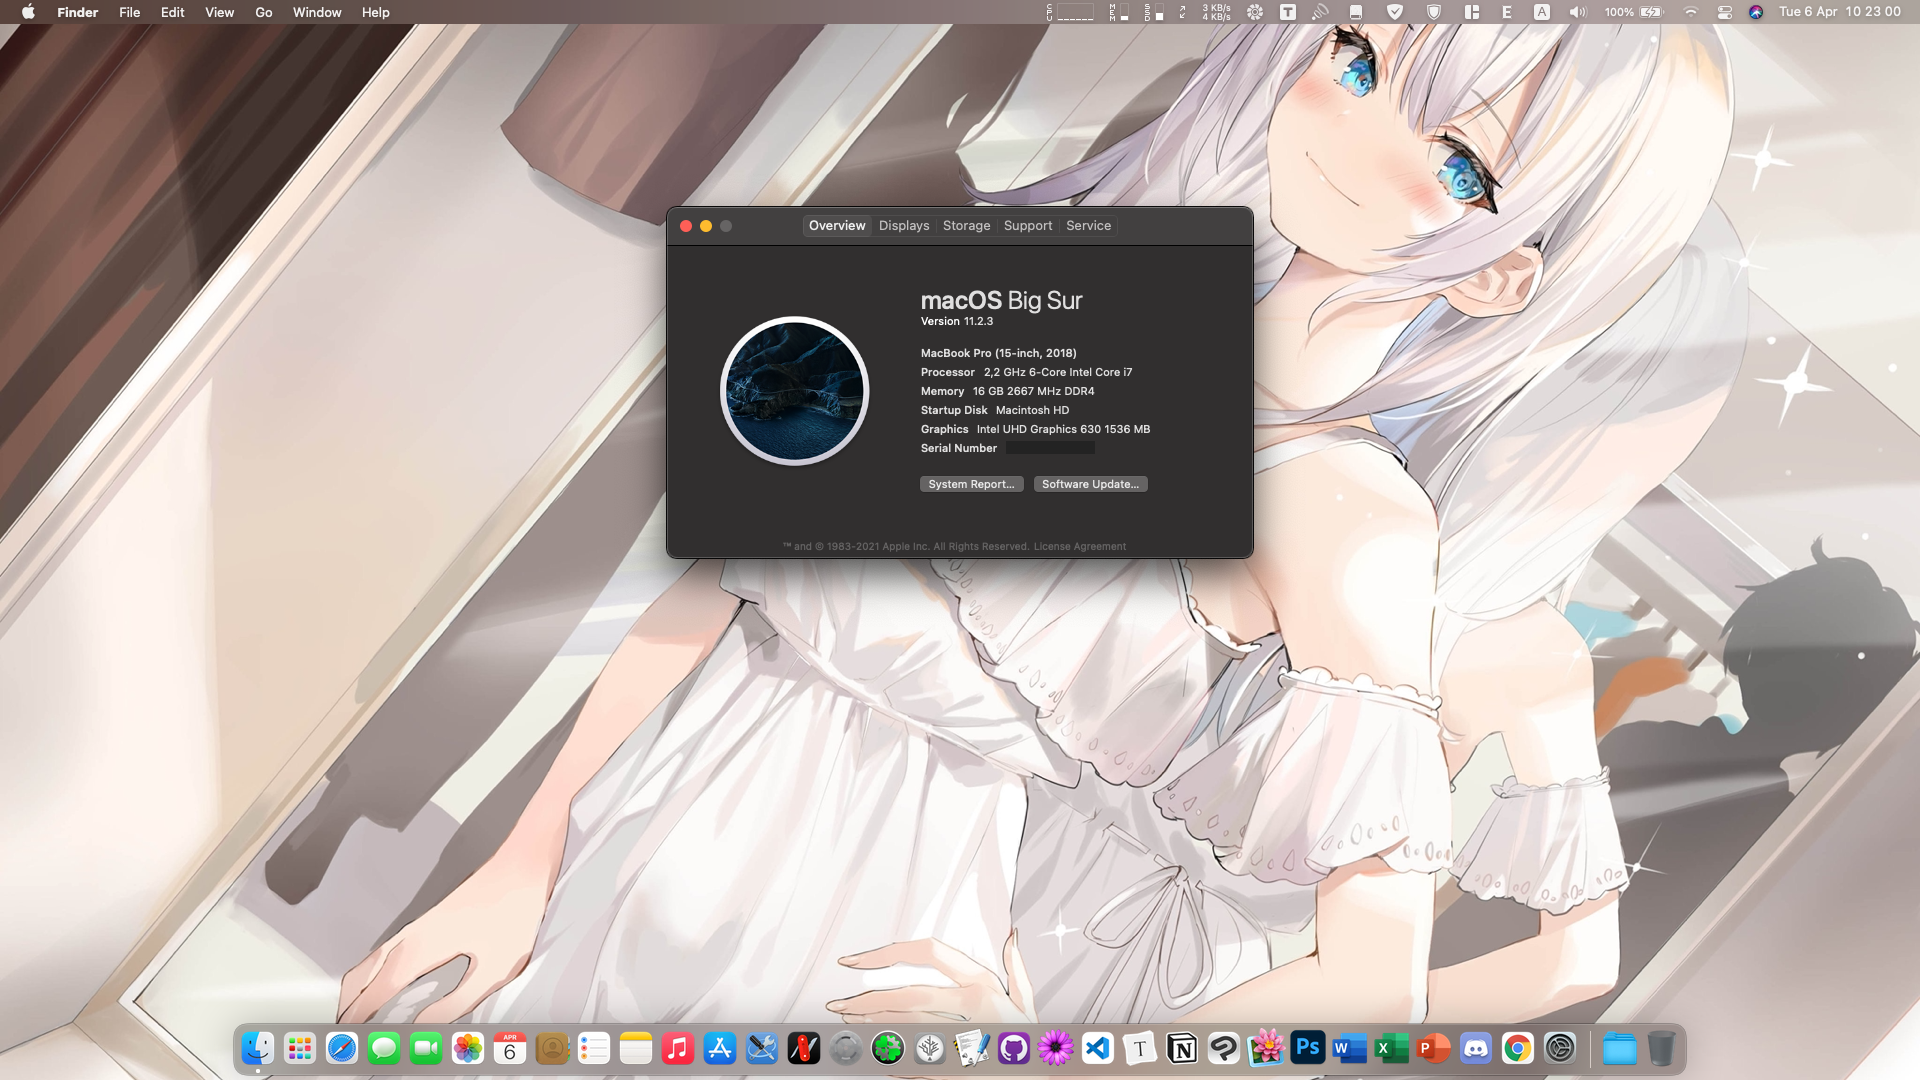 Finder File Edit View Go Window Help
CPU MEM SSD 3 KB/s 4 KB/s T E A 100% Tue 6 Apr 10 23 00
Overview Displays Storage Support Service
macOS Big Sur
Version 11.2.3
MacBook Pro (15-inch, 2018)
Processor 2,2 GHz 6-Core Intel Core i7
Memory 16 GB 2667 MHz DDR4
Startup Disk Macintosh HD
Graphics Intel UHD Graphics 630 1536 MB
Serial Number
System Report... Software Update...
™ and © 1983-2021 Apple Inc. All Rights Reserved. License Agreement
APR
6
T N Ps W X P